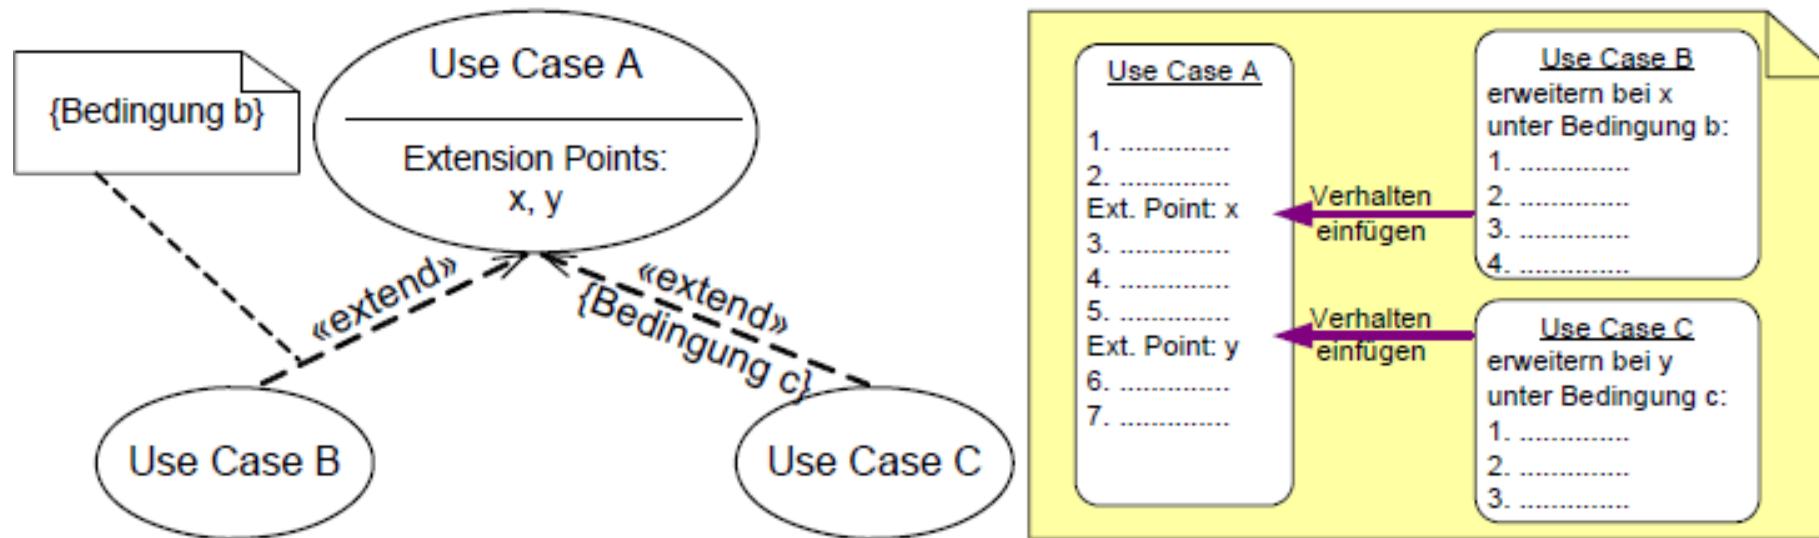 {Bedingung b}
Use Case A
Extension Points:
x, y
«extend»
«extend»
{Bedingung c}
Use Case B
Use Case C
Use Case A
1. ..............
2. ..............
Ext. Point: x
3. ..............
4. ..............
5. ..............
Ext. Point: y
6. ..............
7. ..............
Verhalten
einfügen
Verhalten
einfügen
Use Case B
erweitern bei x
unter Bedingung b:
1. ..............
2. ..............
3. ..............
4. ..............
Use Case C
erweitern bei y
unter Bedingung c:
1. ..............
2. ..............
3. ..............